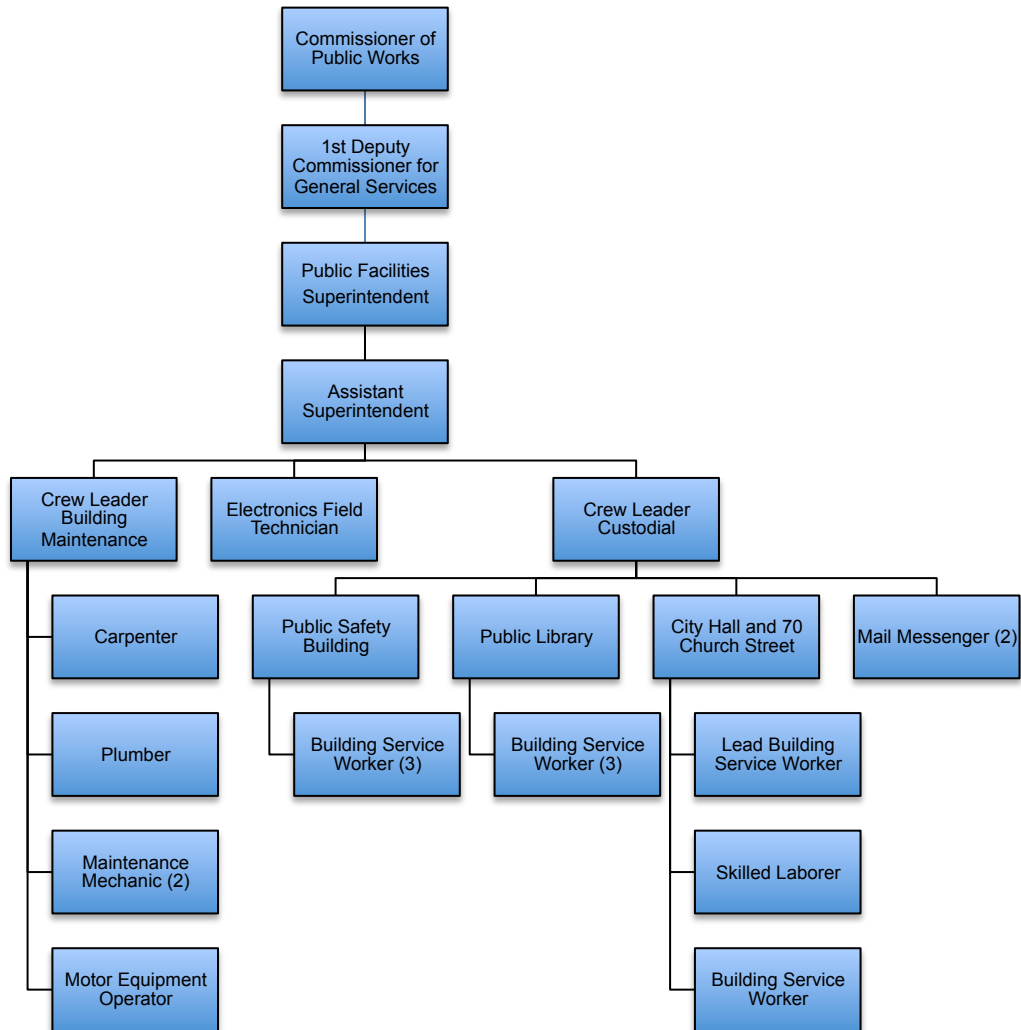 Commissioner of
Public Works
1st Deputy
Commissioner for
General Services
Public Facilities
Superintendent
Assistant
Superintendent
Crew Leader
Building
Maintenance
Electronics Field
Technician
Crew Leader
Custodial
Carpenter
Plumber
Maintenance
Mechanic (2)
Motor Equipment
Operator
Public Safety
Building
Building Service
Worker (3)
Public Library
Building Service
Worker (3)
City Hall and 70
Church Street
Lead Building
Service Worker
Skilled Laborer
Building Service
Worker
Mail Messenger (2)